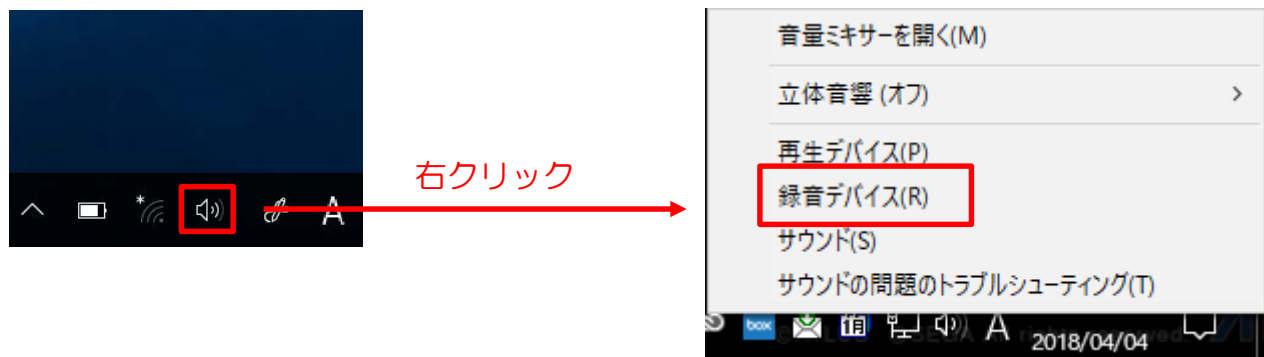 右クリック
A
音量ミキサーを開く(M)
立体音響 (オフ)
再生デバイス(P)
録音デバイス(R)
サウンド(S)
サウンドの問題のトラブルシューティング(T)
box
A
2018/04/04